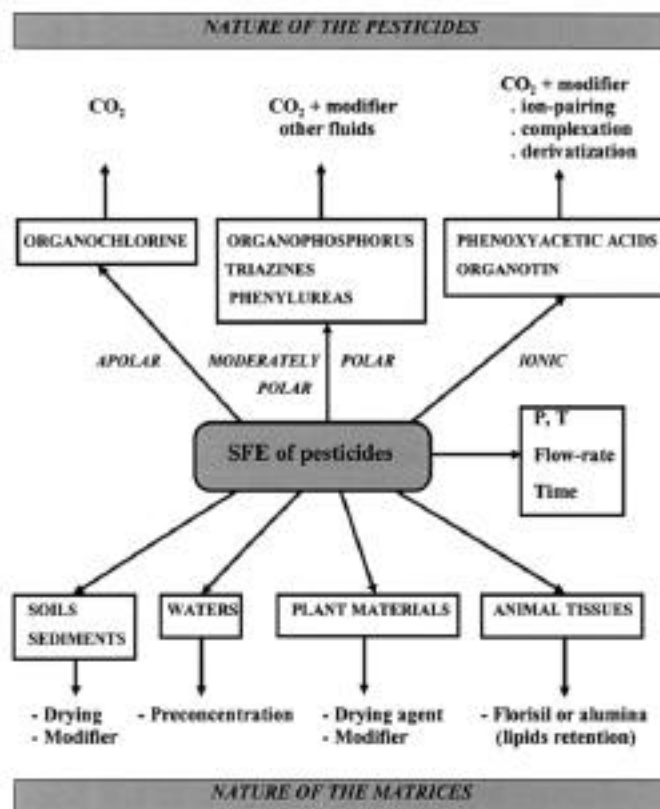 NATURE OF THE PESTICIDES
CO₂
CO₂ + modifier
other fluids
CO₂ + modifier
. ion-pairing
. complexation
. derivatization
ORGANOCHLORINE
ORGANOPHOSPHORUS
TRIAZINES
PHENYLUREAS
PHENOXYACETIC ACIDS
ORGANOTIN
APOLAR
MODERATELY
POLAR
POLAR
IONIC
SFE of pesticides
P, T
Flow-rate
Time
SOILS
SEDIMENTS
WATERS
PLANT MATERIALS
ANIMAL TISSUES
- Drying
- Modifier
- Preconcentration
- Drying agent
- Modifier
- Florisil or alumina
(lipids retention)
NATURE OF THE MATRICES